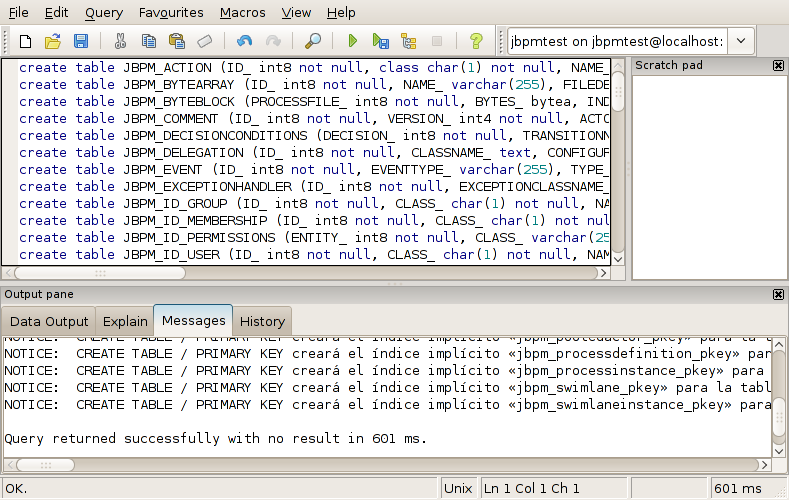 File Edit Query Favourites Macros View Help
jbpmtest on jbpmtest@localhost:
create table JBPM_ACTION (ID_ int8 not null, class char(1) not null, NAME_
create table JBPM_BYTEARRAY (ID_ int8 not null, NAME_ varchar(255), FILEDE
create table JBPM_BYTEBLOCK (PROCESSFILE_ int8 not null, BYTES_ bytea, IND
create table JBPM_COMMENT (ID_ int8 not null, VERSION_ int4 not null, ACTO
create table JBPM_DECISIONCONDITIONS (DECISION_ int8 not null, TRANSITIONN
create table JBPM_DELEGATION (ID_ int8 not null, CLASSNAME_ text, CONFIGUR
create table JBPM_EVENT (ID_ int8 not null, EVENTTYPE_ varchar(255), TYPE_
create table JBPM_EXCEPTIONHANDLER (ID_ int8 not null, EXCEPTIONCLASSNAME_
create table JBPM_ID_GROUP (ID_ int8 not null, CLASS_ char(1) not null, NA
create table JBPM_ID_MEMBERSHIP (ID_ int8 not null, CLASS_ char(1) not nul
create table JBPM_ID_PERMISSIONS (ENTITY_ int8 not null, CLASS_ varchar(25
create table JBPM_ID_USER (ID_ int8 not null, CLASS_ char(1) not null, NAM
Scratch pad
Output pane
Data Output Explain Messages History
NOTICE:  CREATE TABLE / PRIMARY KEY creará el índice implícito «jbpm_pooledactor_pkey» para la t
NOTICE:  CREATE TABLE / PRIMARY KEY creará el índice implícito «jbpm_processdefinition_pkey» par
NOTICE:  CREATE TABLE / PRIMARY KEY creará el índice implícito «jbpm_processinstance_pkey» para
NOTICE:  CREATE TABLE / PRIMARY KEY creará el índice implícito «jbpm_swimlane_pkey» para la tabl
NOTICE:  CREATE TABLE / PRIMARY KEY creará el índice implícito «jbpm_swimlaneinstance_pkey» para
Query returned successfully with no result in 601 ms.
OK. Unix Ln 1 Col 1 Ch 1 601 ms